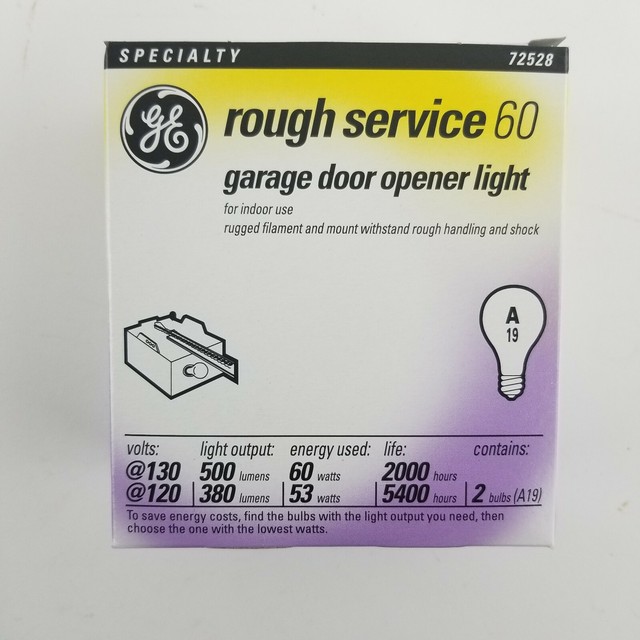 SPECIALTY 72528
GE
rough service 60
garage door opener light
for indoor use
rugged filament and mount withstand rough handling and shock
A
19
volts: light output: energy used: life: contains:
@130 500 lumens 60 watts 2000 hours
@120 380 lumens 53 watts 5400 hours 2 bulbs (A19)
To save energy costs, find the bulbs with the light output you need, then
choose the one with the lowest watts.